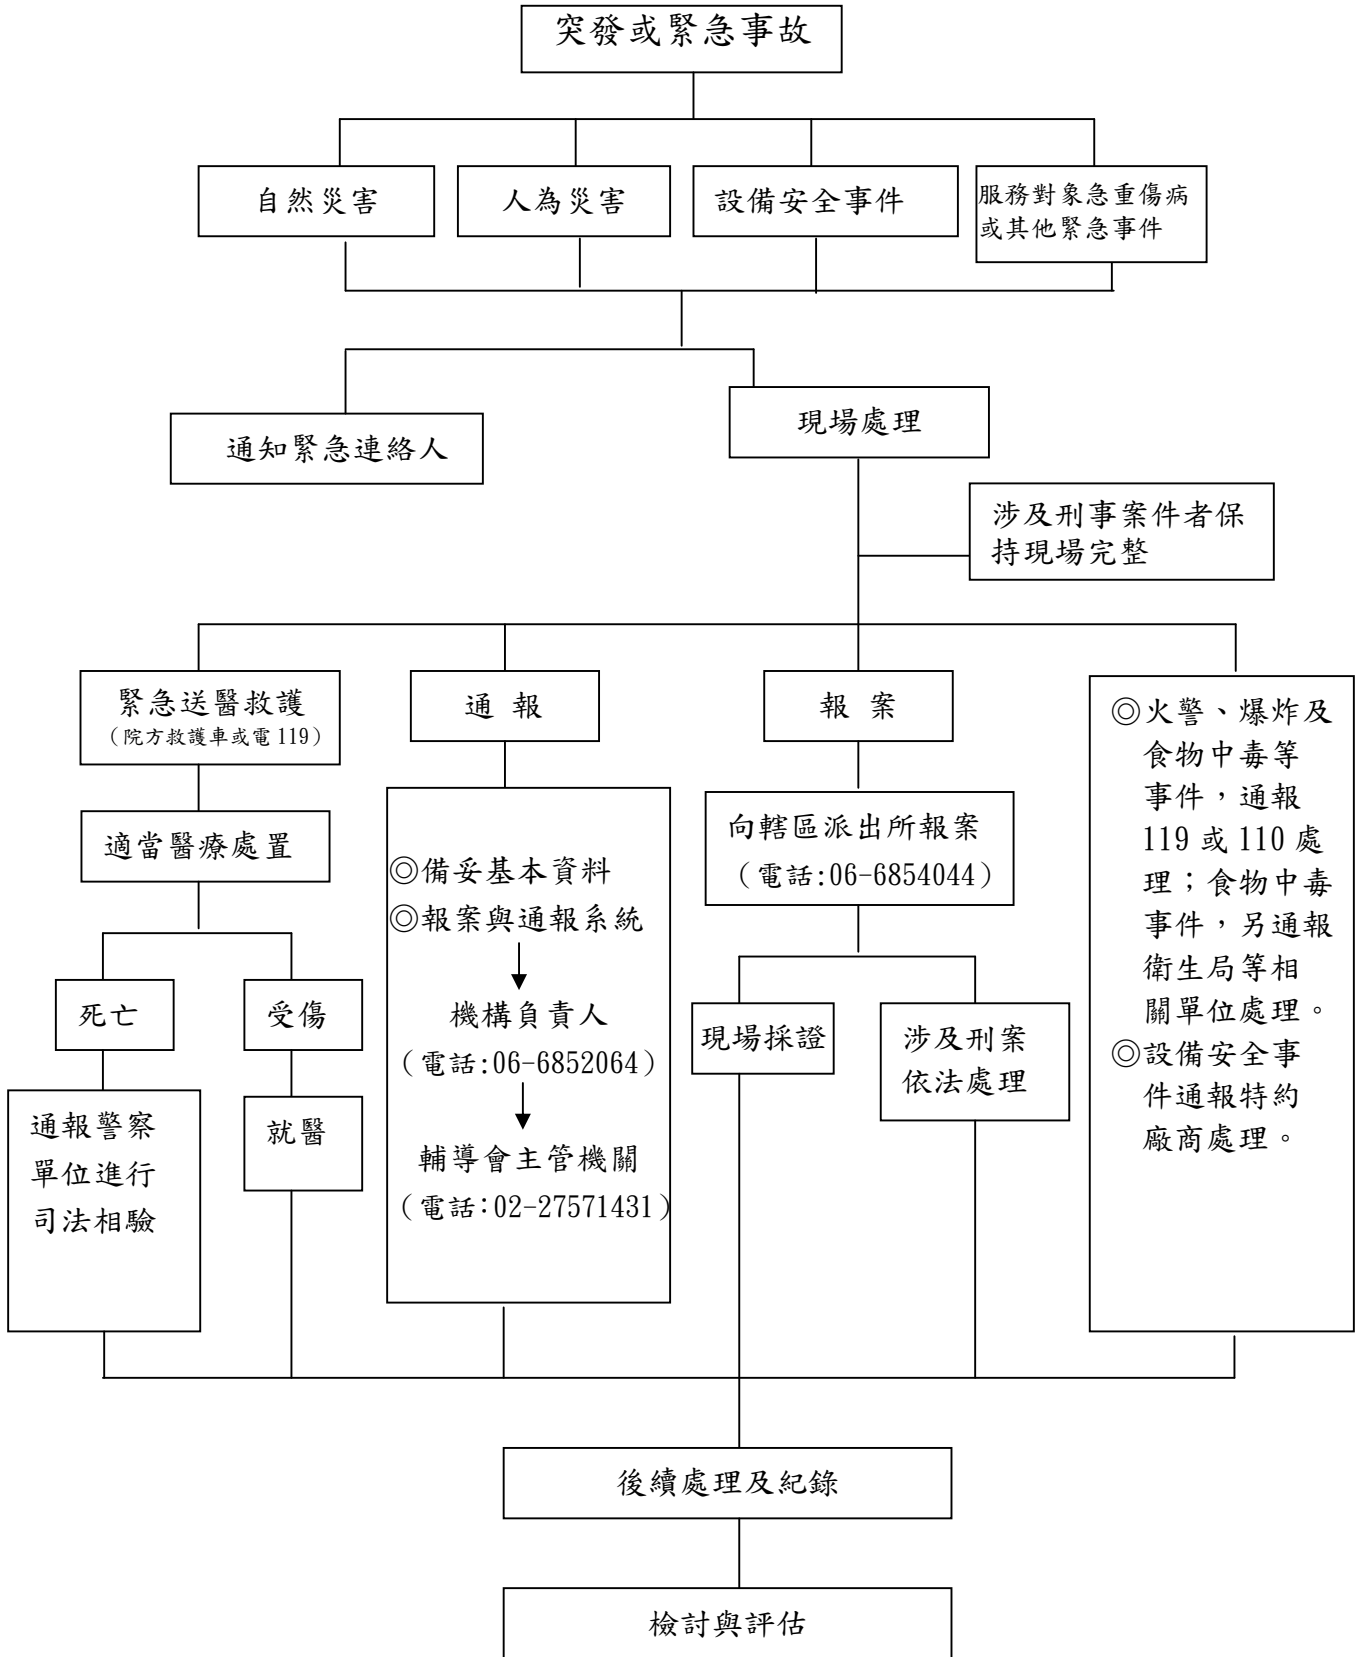 突發或緊急事故
自然災害
人為災害
設備安全事件
服務對象急重傷病
或其他緊急事件
通知緊急連絡人
現場處理
涉及刑事案件者保
持現場完整
緊急送醫救護
（院方救護車或電 119）
適當醫療處置
死亡
受傷
通報警察
單位進行
司法相驗
就醫
通 報
◎備妥基本資料
◎報案與通報系統
機構負責人
（電話:06-6852064）
輔導會主管機關
（電話:02-27571431）
報 案
向轄區派出所報案
（電話:06-6854044）
現場採證
涉及刑案
依法處理
◎火警、爆炸及
食物中毒等
事件，通報
119 或 110 處
理；食物中毒
事件，另通報
衛生局等相
關單位處理。
◎設備安全事
件通報特約
廠商處理。
後續處理及紀錄
檢討與評估